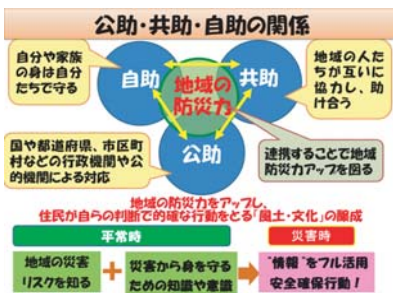 公助・共助・自助の関係
自分や家族
の身は自分
たちで守る
地域の人た
ちが互いに
協力し、助
け合う
自助
共助
地域の
防災力
公助
国や都道府県、市区町
村などの行政機関や公
的機関による対応
連携することで地域
防災力アップを図る
地域の防災力をアップし、
住民が自らの判断で的確な行動をとる「風土・文化」の醸成
平常時
災害時
地域の災害
リスクを知る
+
災害から身を守る
ための知識や意識
"情報"をフル活用
安全確保行動！